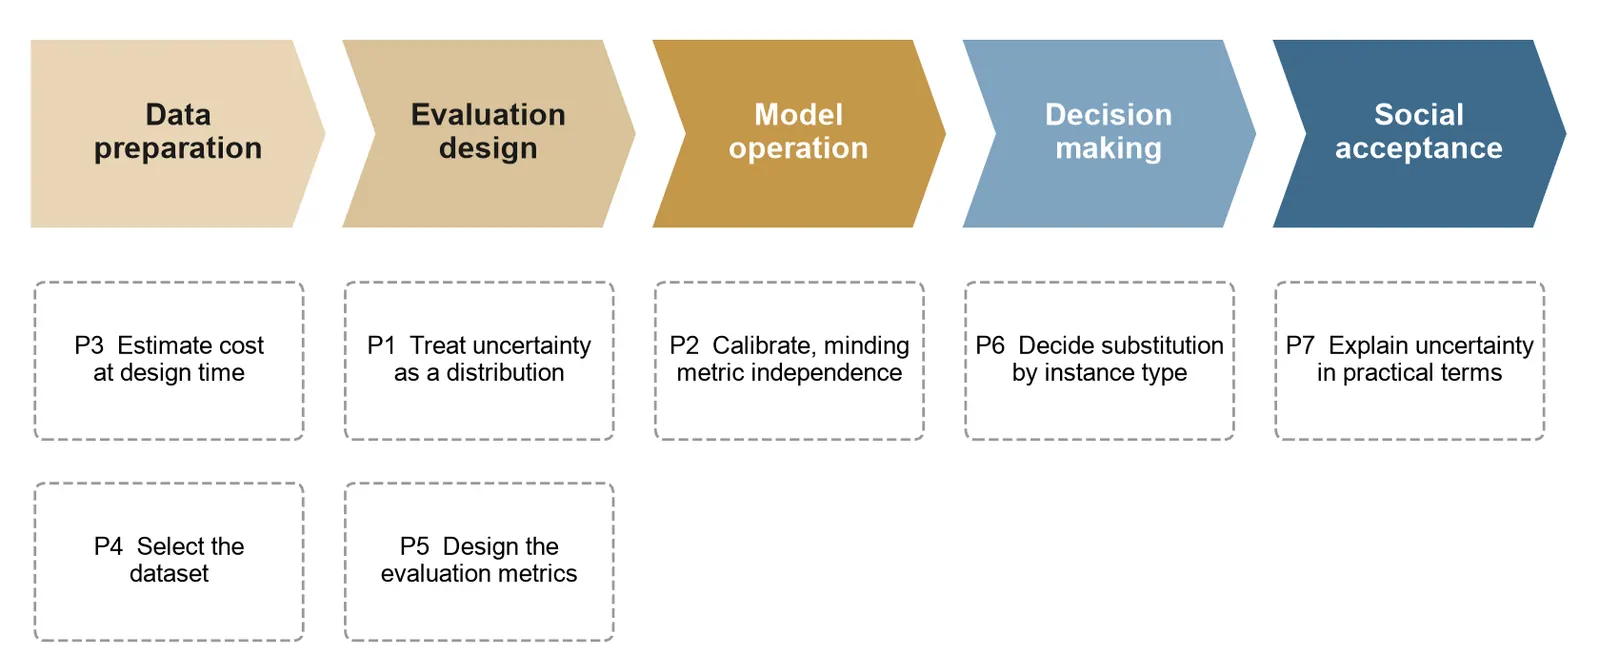 Data
preparation
Evaluation
design
Model
operation
Decision
making
Social
acceptance
P3 Estimate cost
at design time
P1 Treat uncertainty
as a distribution
P2 Calibrate, minding
metric independence
P6 Decide substitution
by instance type
P7 Explain uncertainty
in practical terms
P4 Select the
dataset
P5 Design the
evaluation metrics